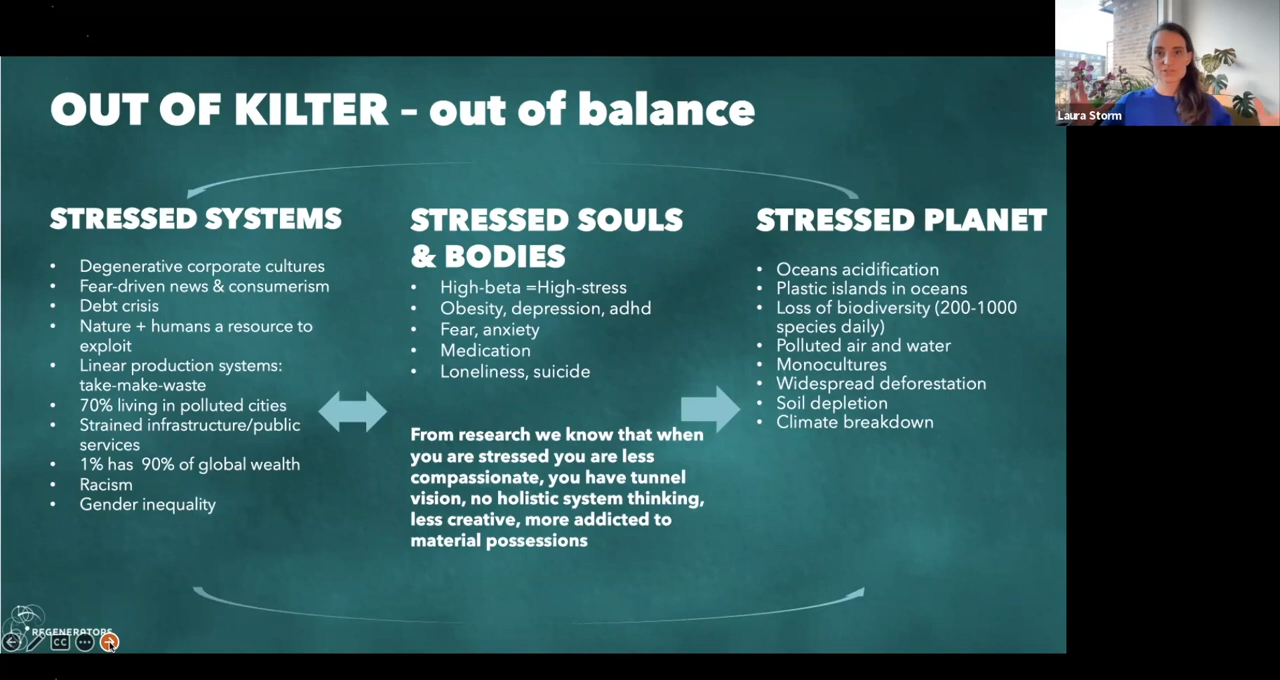 OUT OF KILTER – out of balance
STRESSED SYSTEMS
• Degenerative corporate cultures
• Fear-driven news & consumerism
• Debt crisis
• Nature + humans a resource to
exploit
• Linear production systems:
take-make-waste
• 70% living in polluted cities
• Strained infrastructure/public
services
• 1% has 90% of global wealth
• Racism
• Gender inequality
STRESSED SOULS
& BODIES
• High-beta =High-stress
• Obesity, depression, adhd
• Fear, anxiety
• Medication
• Loneliness, suicide
From research we know that when
you are stressed you are less
compassionate, you have tunnel
vision, no holistic system thinking,
less creative, more addicted to
material possessions
STRESSED PLANET
• Oceans acidification
• Plastic islands in oceans
• Loss of biodiversity (200-1000
species daily)
• Polluted air and water
• Monocultures
• Widespread deforestation
• Soil depletion
• Climate breakdown
Laura Storm
REGENERATORS
CC